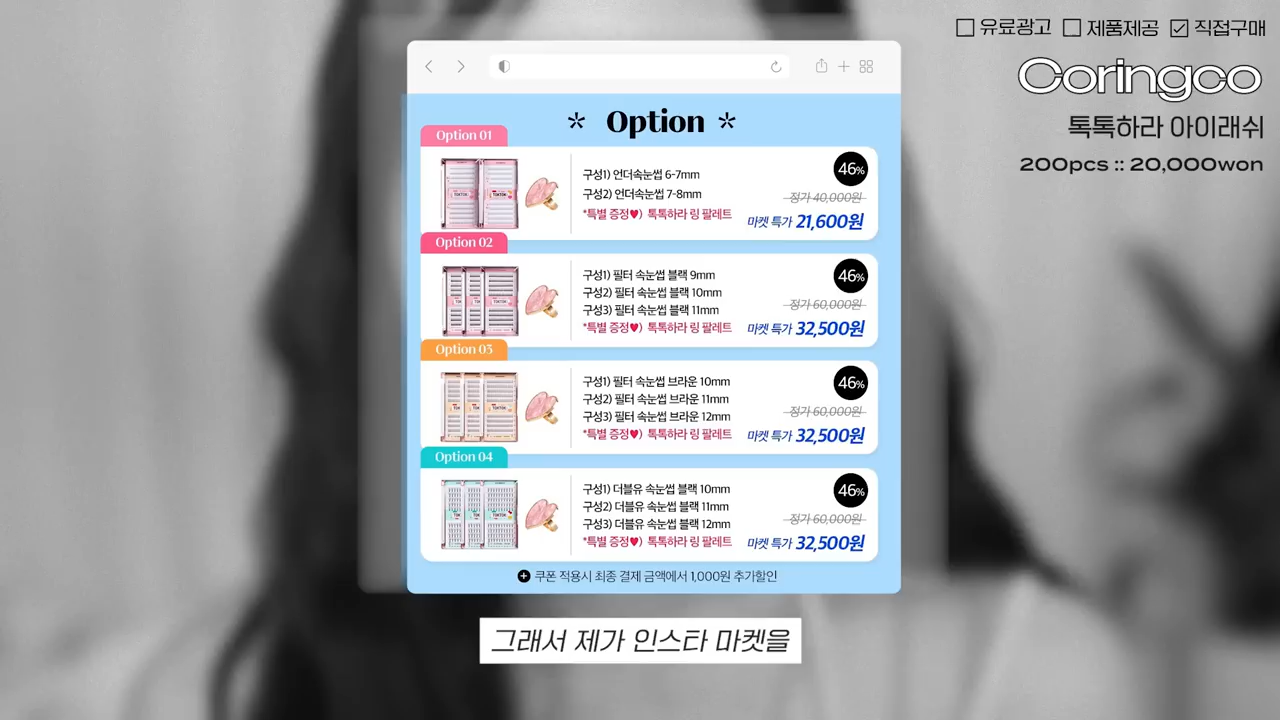 유료광고 제품제공 직접구매
Coringco
톡톡하라 아이래쉬
200pcs :: 20,000won
* Option *
Option 01
구성1) 언더속눈썹 6-7mm
구성2) 언더속눈썹 7-8mm
*특별 증정♥) 톡톡하라 링 팔레트
46%
정가 40,000원
마켓 특가 21,600원
Option 02
구성1) 필터 속눈썹 블랙 9mm
구성2) 필터 속눈썹 블랙 10mm
구성3) 필터 속눈썹 블랙 11mm
*특별 증정♥) 톡톡하라 링 팔레트
46%
정가 60,000원
마켓 특가 32,500원
Option 03
구성1) 필터 속눈썹 브라운 10mm
구성2) 필터 속눈썹 브라운 11mm
구성3) 필터 속눈썹 브라운 12mm
*특별 증정♥) 톡톡하라 링 팔레트
46%
정가 60,000원
마켓 특가 32,500원
Option 04
구성1) 더블유 속눈썹 블랙 10mm
구성2) 더블유 속눈썹 블랙 11mm
구성3) 더블유 속눈썹 블랙 12mm
*특별 증정♥) 톡톡하라 링 팔레트
46%
정가 60,000원
마켓 특가 32,500원
쿠폰 적용시 최종 결제 금액에서 1,000원 추가할인
그래서 제가 인스타 마켓을